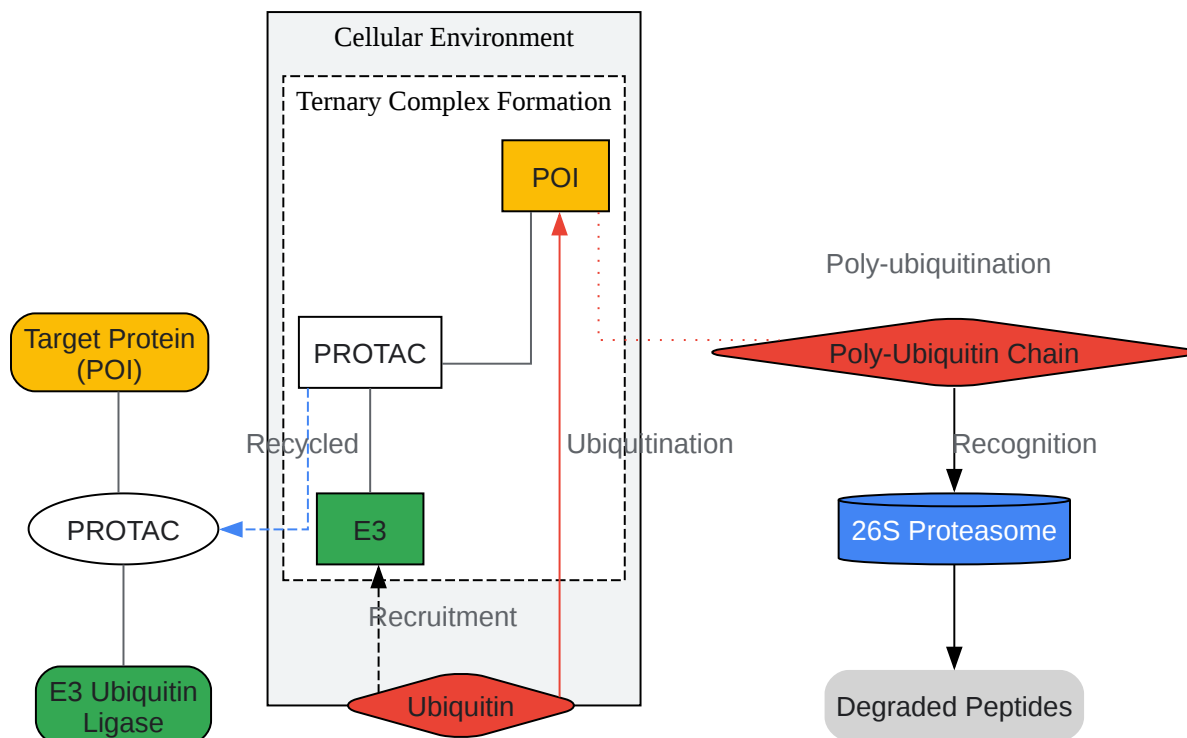 Cellular Environment
Ternary Complex Formation
POI
Poly-ubiquitination
Target Protein
(POI)
PROTAC
Poly-Ubiquitin Chain
Recycled
Ubiquitination
Recognition
PROTAC
E3
26S Proteasome
Recruitment
E3 Ubiquitin
Ligase
Ubiquitin
Degraded Peptides